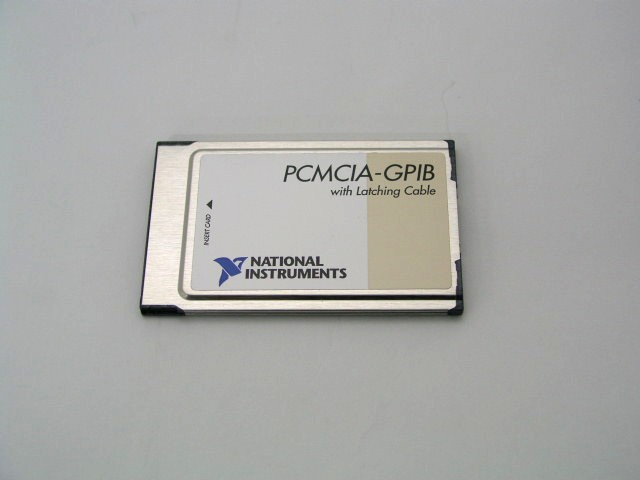 PCMCIA-GPIB
with Latching Cable
INSERT CARD
NATIONAL
INSTRUMENTS